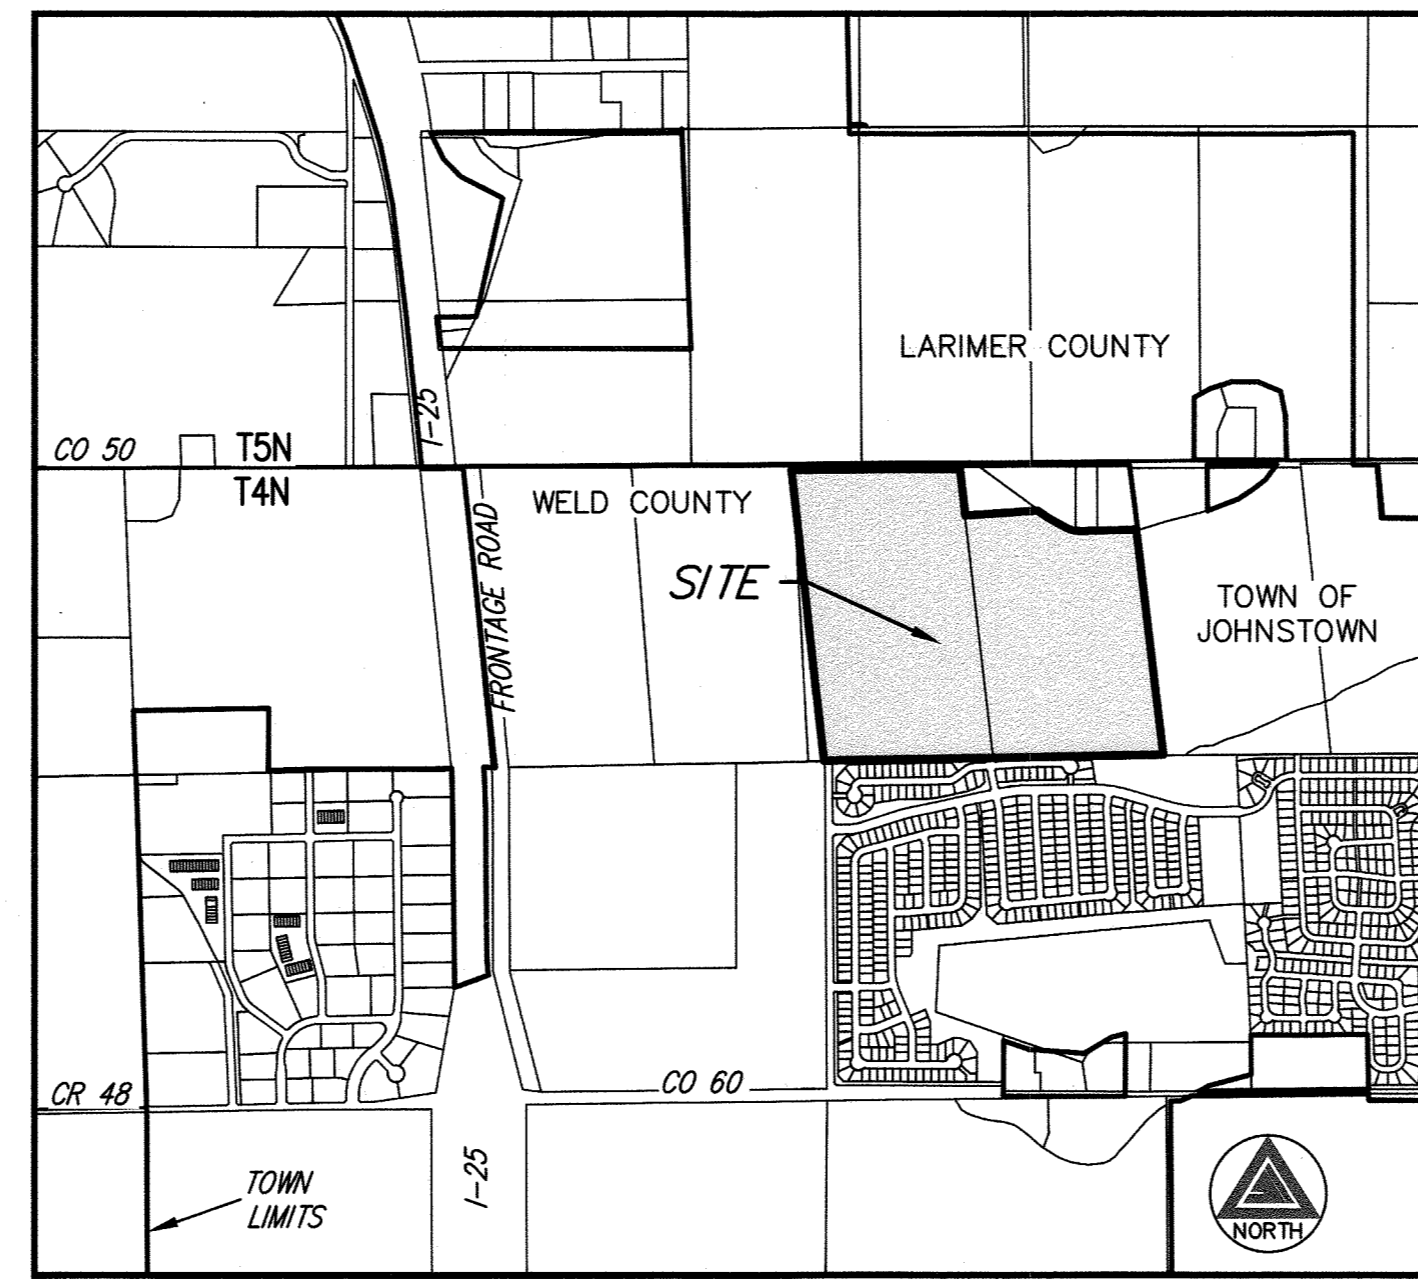 LARIMER COUNTY
I-25
CO 50
T5N
T4N
WELD COUNTY
FRONTAGE ROAD
SITE
TOWN OF
JOHNSTOWN
CR 48
CO 60
I-25
TOWN
LIMITS
NORTH